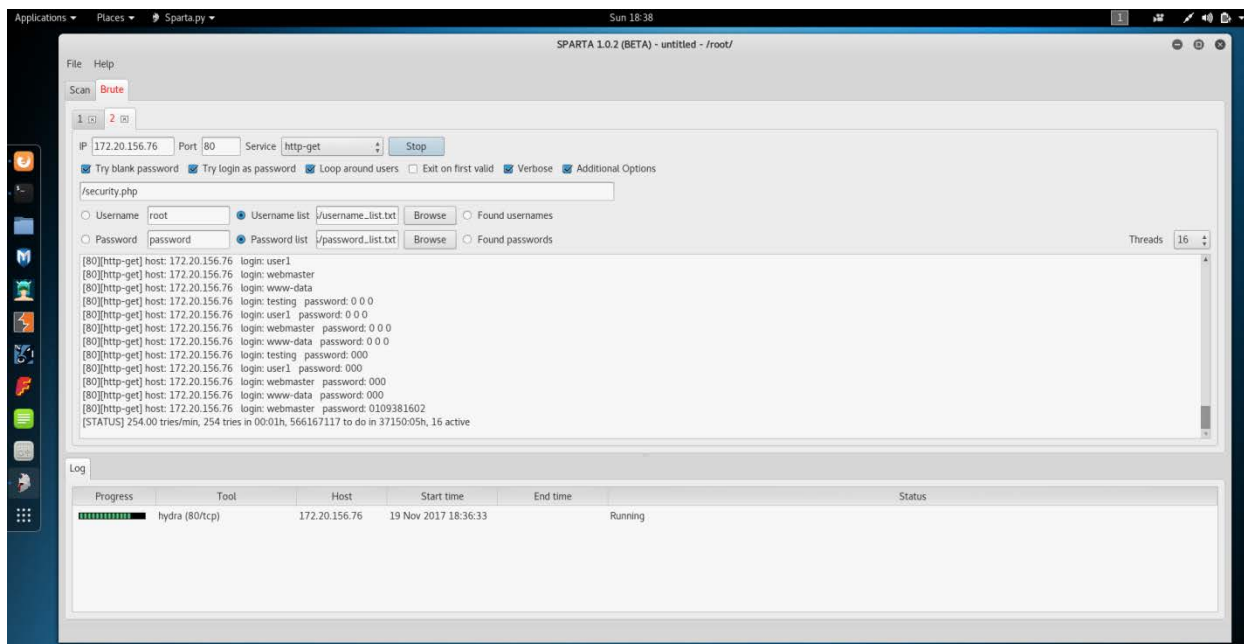 Applications Places Sparta.py Sun 18:38 1
SPARTA 1.0.2 (BETA) - untitled - /root/
File Help
Scan Brute
1 2
IP 172.20.156.76 Port 80 Service http-get Stop
Try blank password Try login as password Loop around users Exit on first valid Verbose Additional Options
/security.php
Username root Username list /username_list.txt Browse Found usernames
Password password Password list /password_list.txt Browse Found passwords Threads 16
[80][http-get] host: 172.20.156.76 login: user1
[80][http-get] host: 172.20.156.76 login: webmaster
[80][http-get] host: 172.20.156.76 login: www-data
[80][http-get] host: 172.20.156.76 login: testing password: 0 0 0
[80][http-get] host: 172.20.156.76 login: user1 password: 0 0 0
[80][http-get] host: 172.20.156.76 login: webmaster password: 0 0 0
[80][http-get] host: 172.20.156.76 login: www-data password: 0 0 0
[80][http-get] host: 172.20.156.76 login: testing password: 000
[80][http-get] host: 172.20.156.76 login: user1 password: 000
[80][http-get] host: 172.20.156.76 login: webmaster password: 000
[80][http-get] host: 172.20.156.76 login: www-data password: 000
[80][http-get] host: 172.20.156.76 login: webmaster password: 0109381602
[STATUS] 254.00 tries/min, 254 tries in 00:01h, 566167117 to do in 37150:05h, 16 active
Log
Progress Tool Host Start time End time Status
hydra (80/tcp) 172.20.156.76 19 Nov 2017 18:36:33 Running